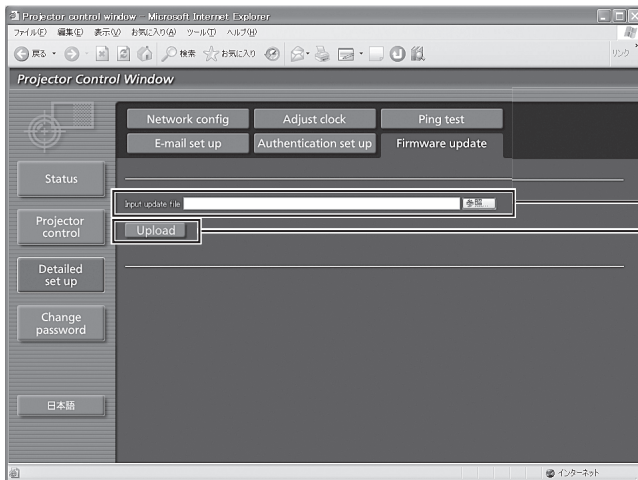 Projector control window - Microsoft Internet Explorer
ファイル(F) 編集(E) 表示(V) お気に入り(A) ツール(T) ヘルプ(H)
戻る 検索 お気に入り リンク »
Projector Control Window
Network config Adjust clock Ping test
E-mail set up Authentication set up Firmware update
Status
Input update file 参照...
Projector
control
Upload
Detailed
set up
Change
password
日本語
インターネット